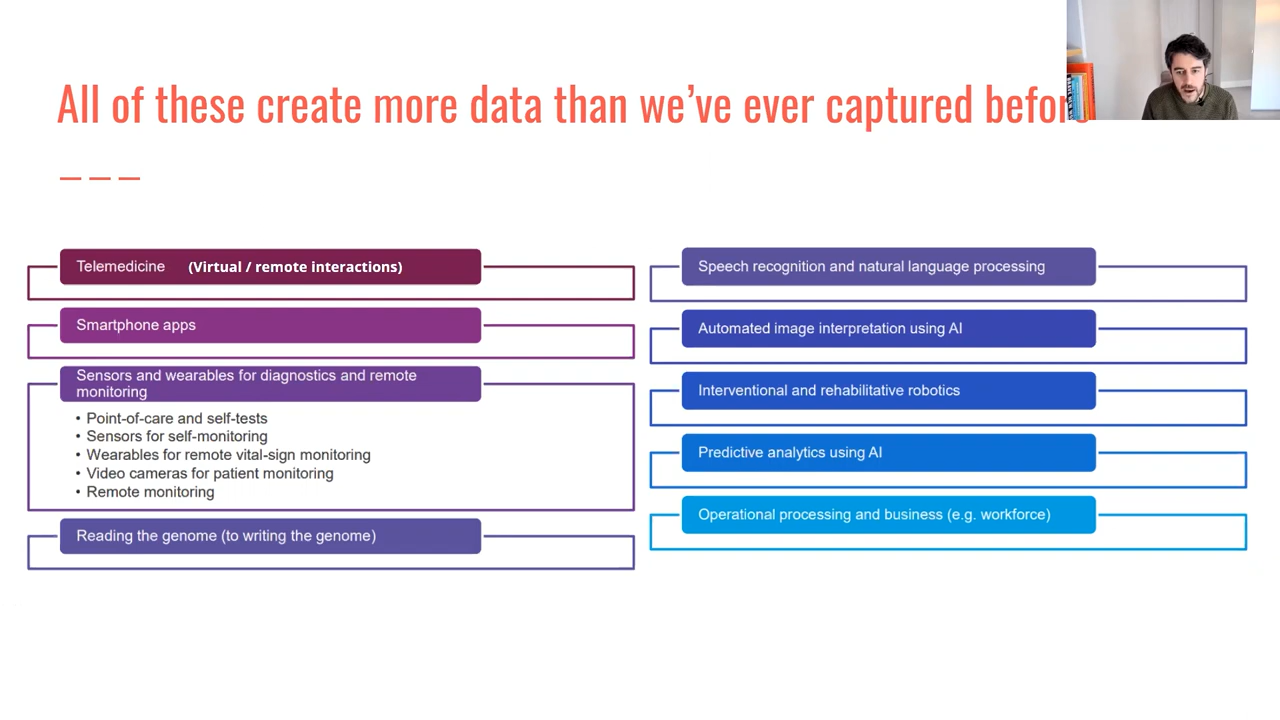 All of these create more data than we've ever captured before
Telemedicine (Virtual / remote interactions)
Smartphone apps
Sensors and wearables for diagnostics and remote
monitoring
• Point-of-care and self-tests
• Sensors for self-monitoring
• Wearables for remote vital-sign monitoring
• Video cameras for patient monitoring
• Remote monitoring
Reading the genome (to writing the genome)
Speech recognition and natural language processing
Automated image interpretation using AI
Interventional and rehabilitative robotics
Predictive analytics using AI
Operational processing and business (e.g. workforce)